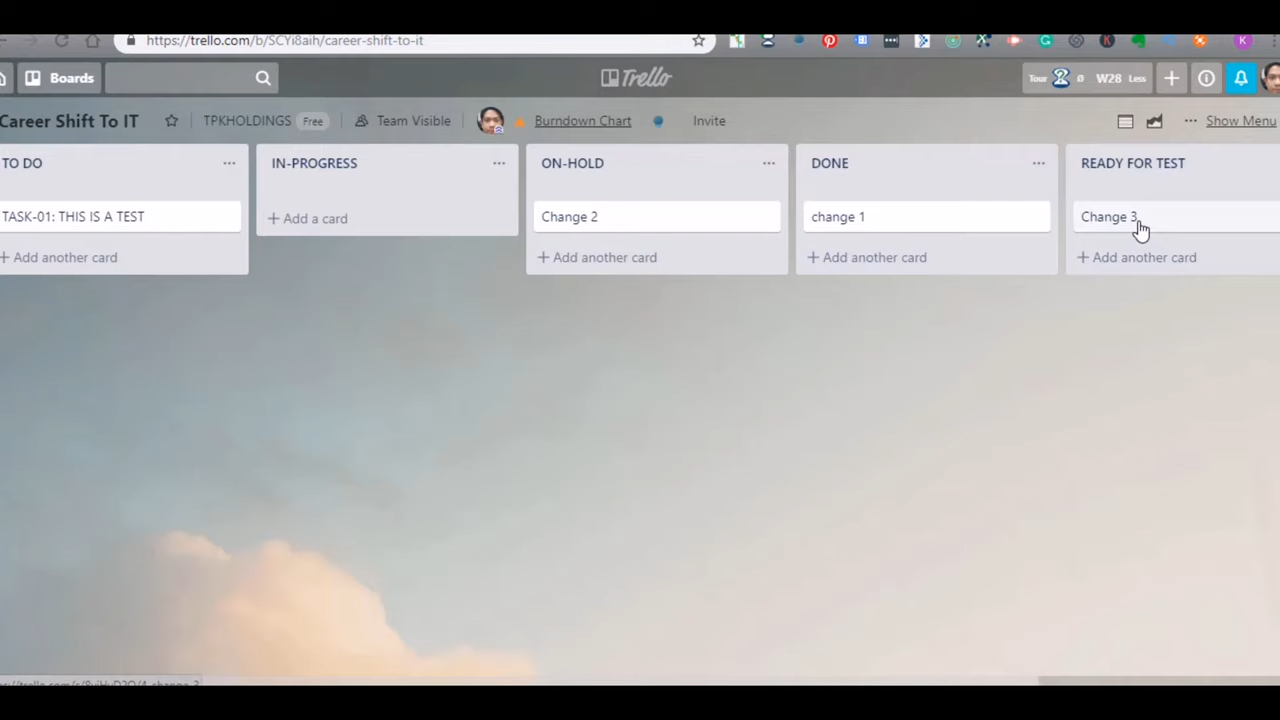 https://trello.com/b/SCYi8aih/career-shift-to-it
Boards
Trello
Tour Ø W28 Less
Career Shift To IT
TPKHOLDINGS Free
Team Visible
Burndown Chart
Invite
Show Menu
TO DO
IN-PROGRESS
ON-HOLD
DONE
READY FOR TEST
TASK-01: THIS IS A TEST
+ Add a card
Change 2
change 1
Change 3
+ Add another card
+ Add another card
+ Add another card
+ Add another card